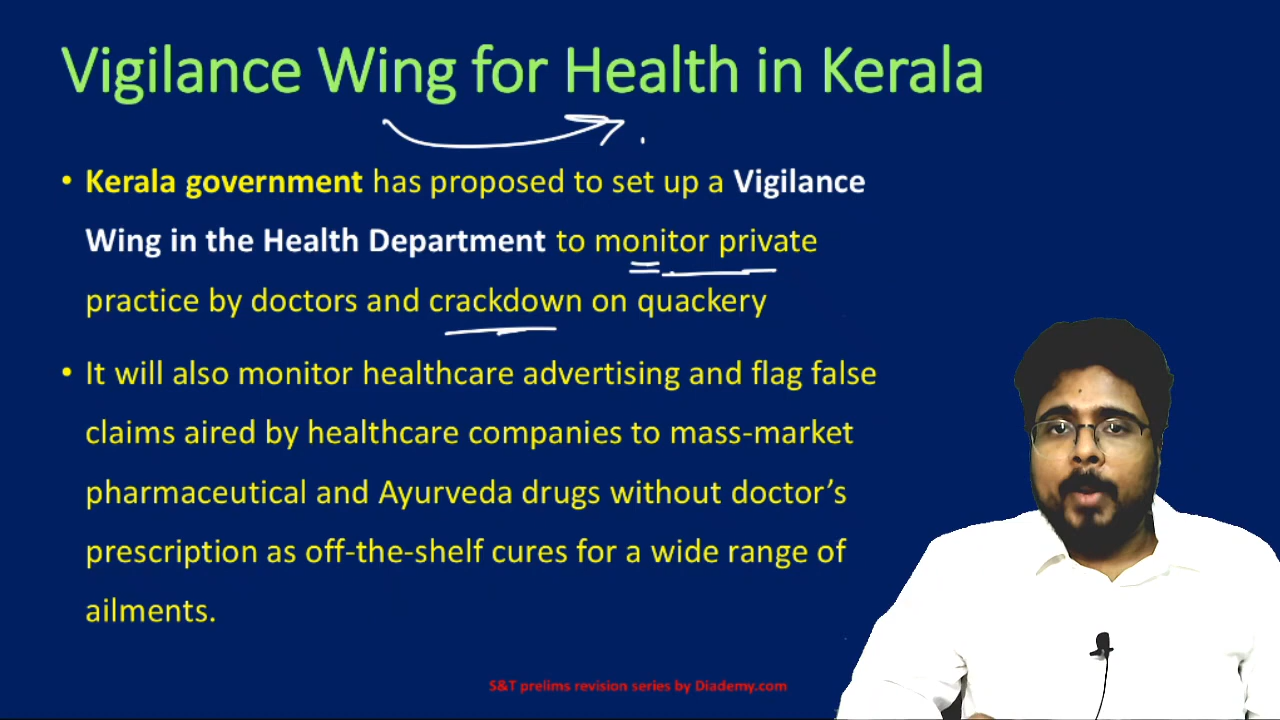 Vigilance Wing for Health in Kerala
• Kerala government has proposed to set up a Vigilance
Wing in the Health Department to monitor private
practice by doctors and crackdown on quackery
• It will also monitor healthcare advertising and flag false
claims aired by healthcare companies to mass-market
pharmaceutical and Ayurveda drugs without doctor’s
prescription as off-the-shelf cures for a wide range of
ailments.
S&T prelims revision series by Diademy.com